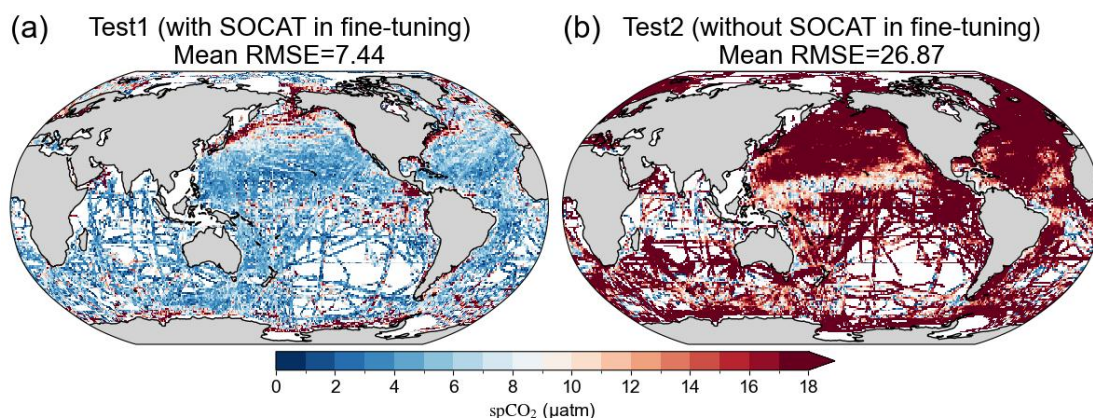 (a) Test1 (with SOCAT in fine-tuning)
Mean RMSE=7.44
(b) Test2 (without SOCAT in fine-tuning)
Mean RMSE=26.87
0 2 4 6 8 10 12 14 16 18
spCO₂ (μatm)